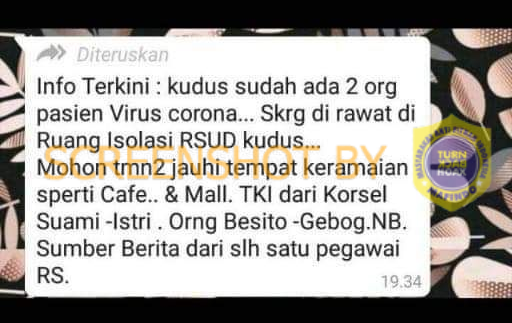 Diteruskan
Info Terkini : kudus sudah ada 2 org
pasien Virus corona... Skrg di rawat di
Ruang Isolasi RSUD kudus...
Mohon tmn2 jauhi tempat keramaian
sperti Cafe.. & Mall. TKI dari Korsel
Suami -Istri . Orng Besito -Gebog.NB.
Sumber Berita dari slh satu pegawai
RS.
19.34
SCREENSHOT BY
TURN
BACK
HOAX
MASYARAKAT ANTI FITNAH INDONESIA
MAFINDO